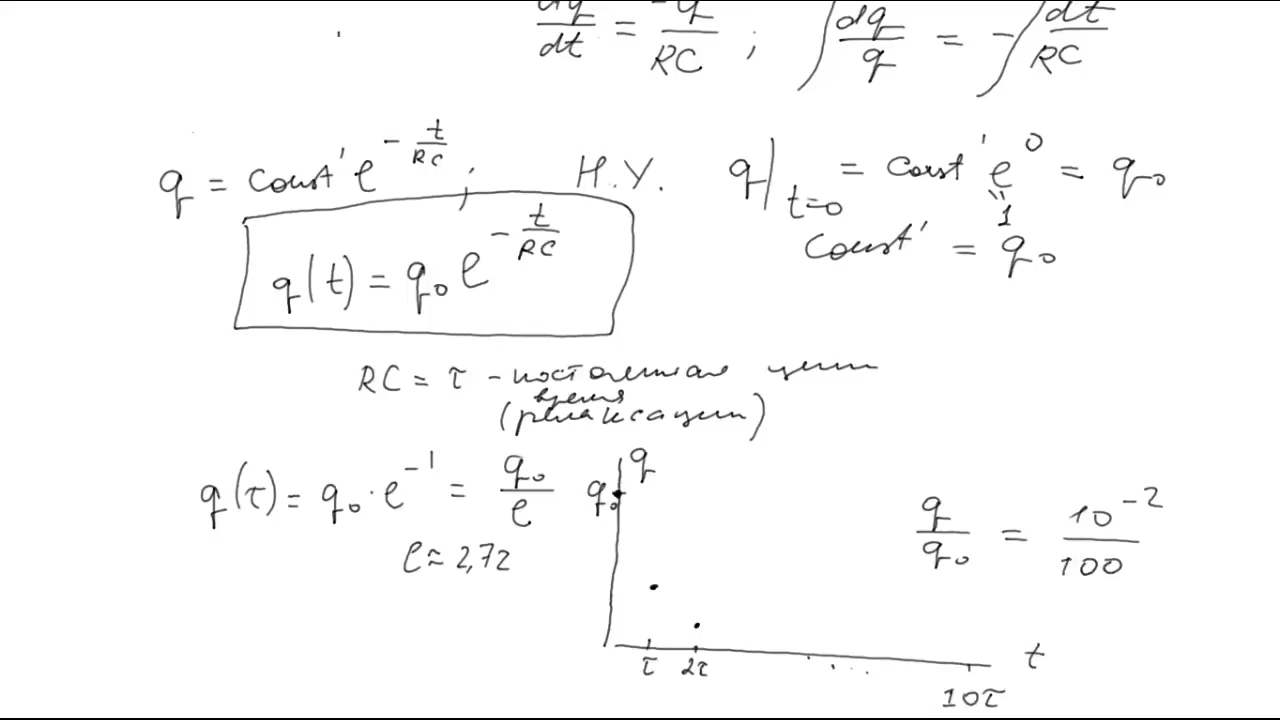 dq/dt = -q/RC ; ∫ dq/q = - ∫ dt/RC
q = const' e^(-t/RC) ; Н.У. q|t=0 = const' e^0 = q₀
1
const' = q₀
q(t) = q₀ e^(-t/RC)
RC = τ - постоянная цепи
время
(релаксации)
q(τ) = q₀ · e^(-1) = q₀/e
e ≈ 2,72
q
q₀
q/q₀ = 10^(-2)/100
τ 2τ ... 10τ t